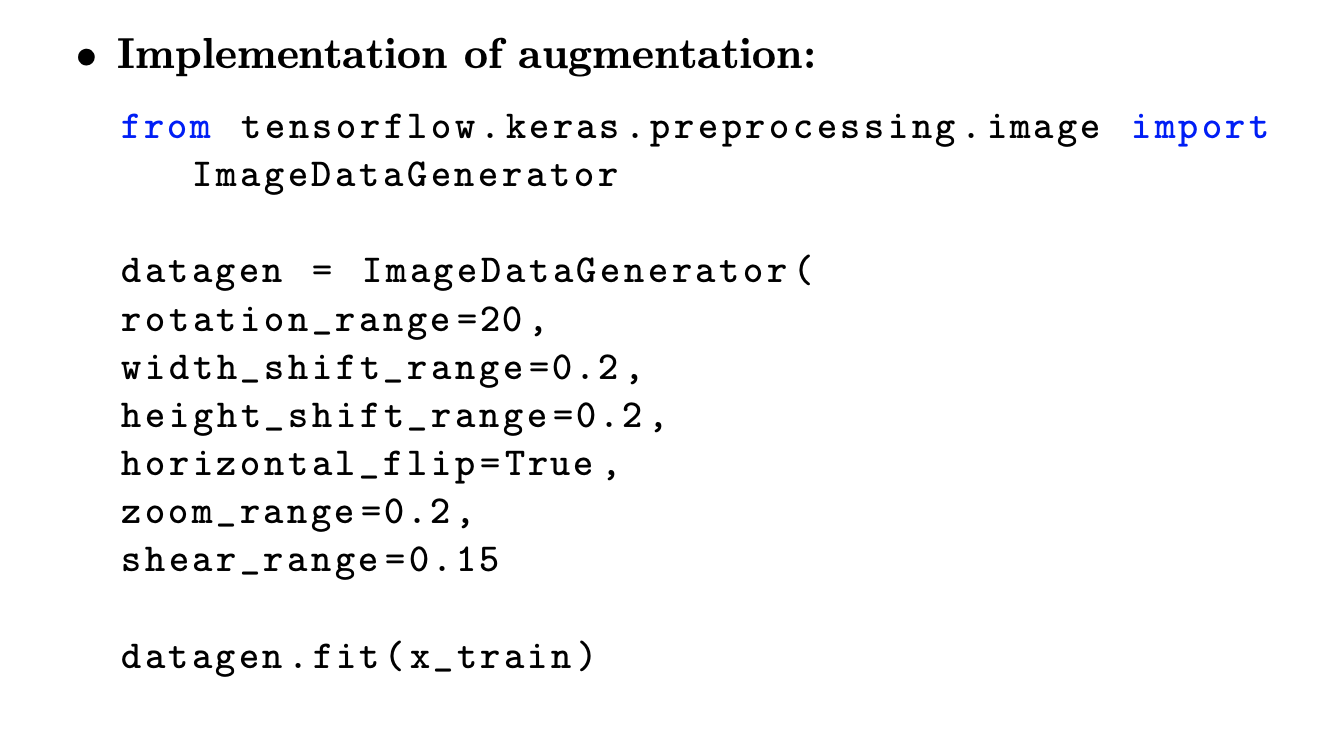 • Implementation of augmentation:
from tensorflow.keras.preprocessing.image import
ImageDataGenerator
datagen = ImageDataGenerator(
rotation_range=20,
width_shift_range=0.2,
height_shift_range=0.2,
horizontal_flip=True,
zoom_range=0.2,
shear_range=0.15
datagen.fit(x_train)